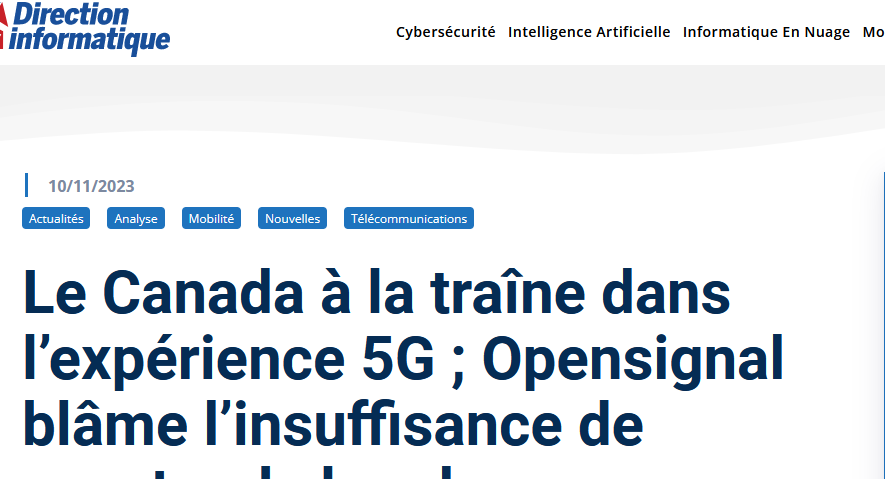 Direction
informatique
Cybersécurité Intelligence Artificielle Informatique En Nuage Mo
10/11/2023
Actualités Analyse Mobilité Nouvelles Télécommunications
Le Canada à la traîne dans
l’expérience 5G ; Opensignal
blâme l’insuffisance de